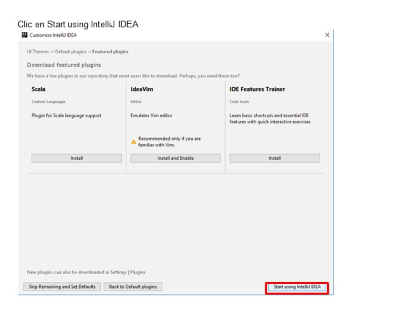 Clic en Start using IntelliJ IDEA
Customize IntelliJ IDEA
UI Themes → Default plugins → Featured plugins
Download featured plugins
We have a few plugins in our repository that most users like to download. Perhaps, you need them too?
Scala
Custom Languages
Plugin for Scala language support
Install
IdeaVim
Editor
Emulates Vim editor
Recommended only if you are
familiar with Vim.
Install and Enable
IDE Features Trainer
Code tools
Learn basic shortcuts and essential IDE
features with quick interactive exercises
Install
New plugins can also be downloaded in Settings | Plugins
Skip Remaining and Set Defaults
Back to Default plugins
Start using IntelliJ IDEA